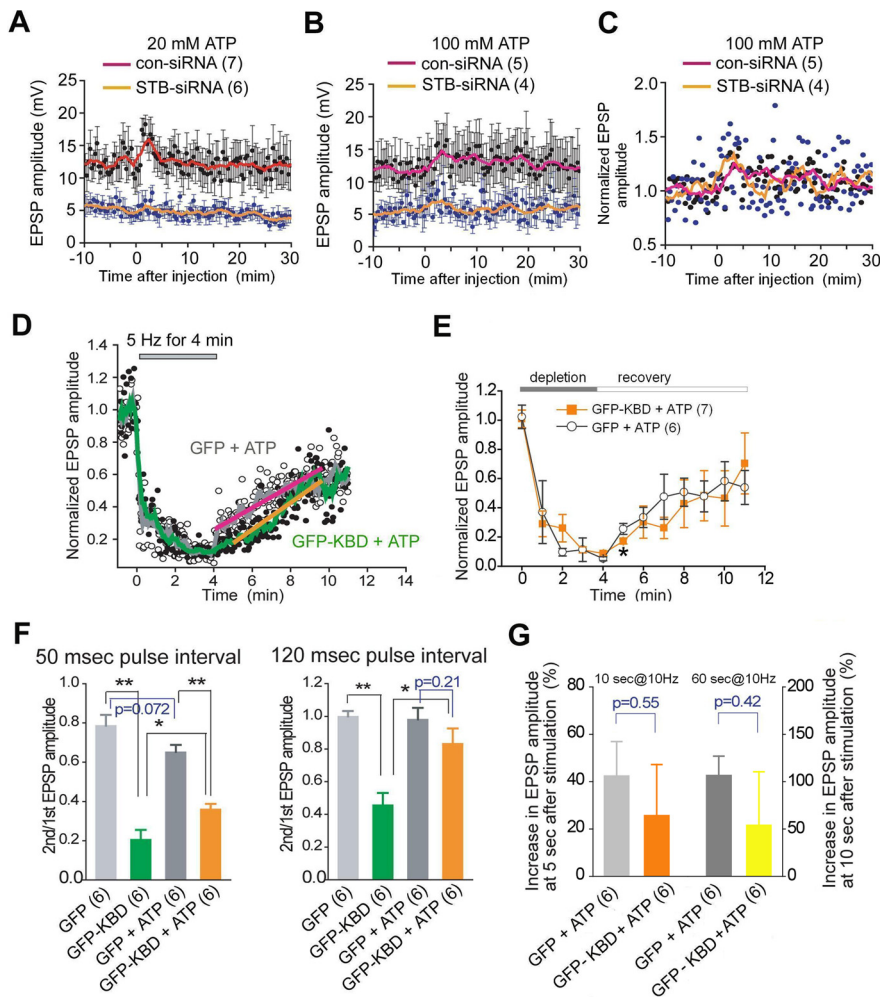 A
20 mM ATP
con-siRNA (7)
STB-siRNA (6)
EPSP amplitude (mV)
25
20
15
10
5
0
-10 0 10 20 30
Time after injection (mim)
B
100 mM ATP
con-siRNA (5)
STB-siRNA (4)
EPSP amplitude (mV)
25
20
15
10
5
0
-10 0 10 20 30
Time after injection (mim)
C
100 mM ATP
con-siRNA (5)
STB-siRNA (4)
Normalized EPSP
amplitude
2.0
1.5
1.0
0.5
-10 0 10 20 30
Time after injection (mim)
D
5 Hz for 4 min
Normalized EPSP amplitude
1.4
1.2
1.0
0.8
0.6
0.4
0.2
GFP + ATP
GFP-KBD + ATP
0 2 4 6 8 10 12 14
Time (min)
E
depletion recovery
GFP-KBD + ATP (7)
GFP + ATP (6)
Normalized EPSP amplitude
1.2
1.0
0.8
0.6
0.4
0.2
0.0
*
0 2 4 6 8 10 12
Time (min)
F
50 msec pulse interval
2nd/1st EPSP amplitude
1.0
0.8
0.6
0.4
0.2
0.0
** **
p=0.072
*
GFP (6)
GFP-KBD (6)
GFP + ATP (6)
GFP-KBD + ATP (6)
120 msec pulse interval
2nd/1st EPSP amplitude
1.2
1.0
0.8
0.6
0.4
0.2
0.0
p=0.21
** *
GFP (6)
GFP-KBD (6)
GFP + ATP (6)
GFP-KBD + ATP (6)
G
Increase in EPSP amplitude
at 5 sec after stimulation (%)
80
60
40
20
0
10 sec@10Hz 60 sec@10Hz
p=0.55 p=0.42
200
150
100
50
0
Increase in EPSP amplitude
at 10 sec after stimulation (%)
GFP + ATP (6)
GFP- KBD + ATP (6)
GFP + ATP (6)
GFP- KBD +ATP (6)